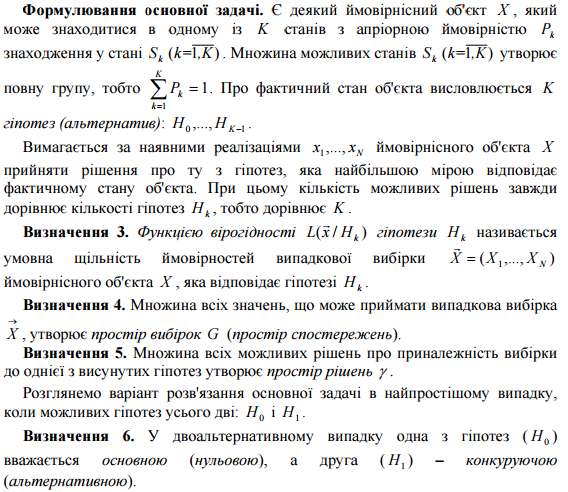 Формулювання основної задачі. Є деякий ймовірнісний об'єкт X, який
може знаходитися в одному із K станів з апріорною ймовірністю P_k
знаходження у стані S_k (k=\overline{1,K}). Множина можливих станів S_k (k=\overline{1,K}) утворює
повну групу, тобто \sum_{k=1}^{K} P_k = 1. Про фактичний стан об'єкта висловлюється K
гіпотез (альтернатив): H_0,...,H_{K-1}.
Вимагається за наявними реалізаціями x_1,...,x_N ймовірнісного об'єкта X
прийняти рішення про ту з гіпотез, яка найбільшою мірою відповідає
фактичному стану об'єкта. При цьому кількість можливих рішень завжди
дорівнює кількості гіпотез H_k, тобто дорівнює K.
Визначення 3. Функцією вірогідності L(\vec{x} / H_k) гіпотези H_k називається
умовна щільність ймовірностей випадкової вибірки \vec{X} = (X_1,..., X_N)
ймовірнісного об'єкта X, яка відповідає гіпотезі H_k.
Визначення 4. Множина всіх значень, що може приймати випадкова вибірка
\vec{X}, утворює простір вибірок G (простір спостережень).
Визначення 5. Множина всіх можливих рішень про приналежність вибірки
до однієї з висунутих гіпотез утворює простір рішень γ.
Розглянемо варіант розв'язання основної задачі в найпростішому випадку,
коли можливих гіпотез усього дві: H_0 і H_1.
Визначення 6. У двоальтернативному випадку одна з гіпотез (H_0)
вважається основною (нульовою), а друга (H_1) – конкуруючою
(альтернативною).